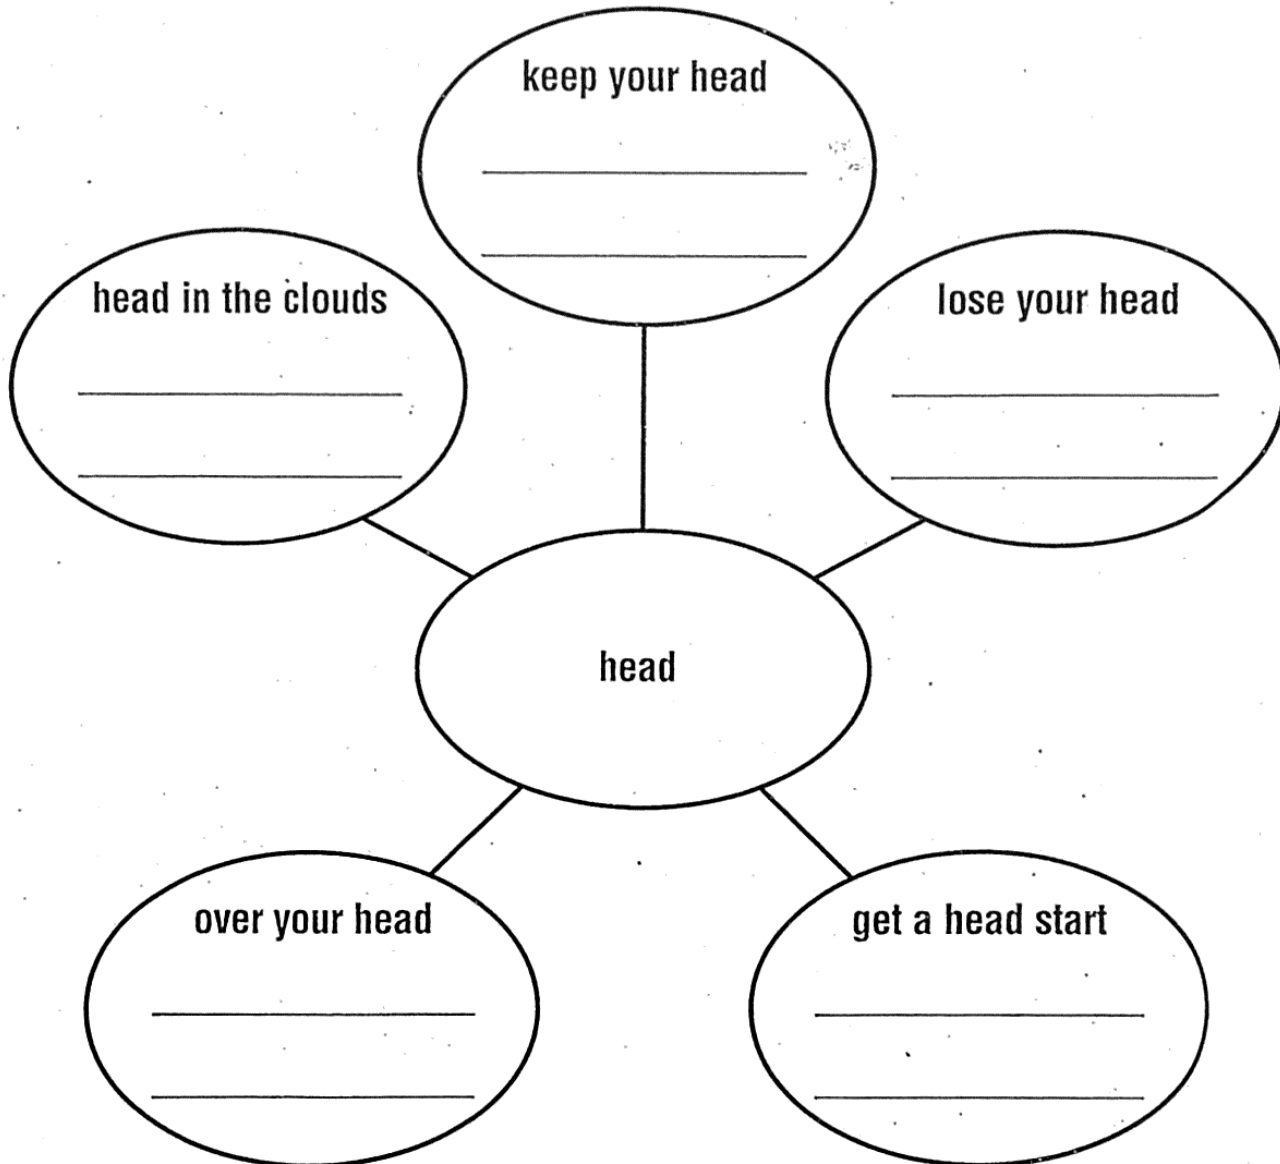 keep your head
head in the clouds
lose your head
head
over your head
get a head start